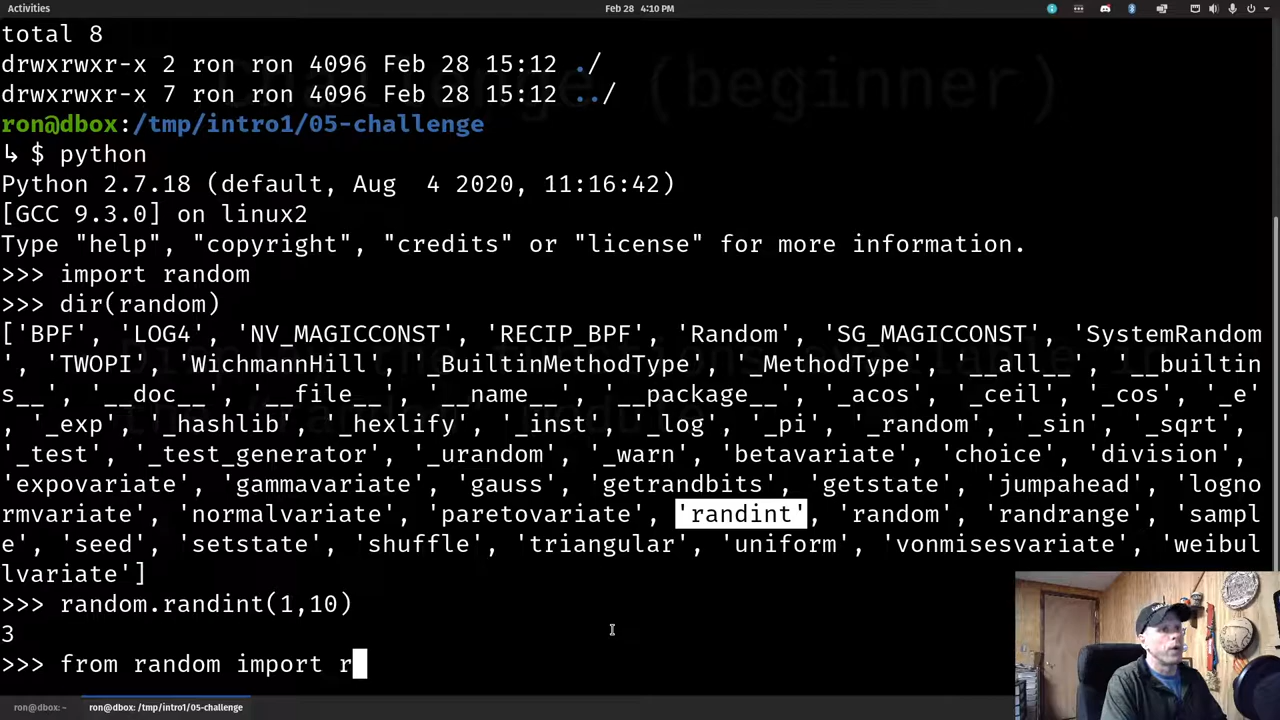 Activities
Feb 28 4:10 PM
total 8
drwxrwxr-x 2 ron ron 4096 Feb 28 15:12 ./
drwxrwxr-x 7 ron ron 4096 Feb 28 15:12 ../
(beginner)
ron@dbox:/tmp/intro1/05-challenge
↳ $ python
Python 2.7.18 (default, Aug  4 2020, 11:16:42)
[GCC 9.3.0] on linux2
Type "help", "copyright", "credits" or "license" for more information.
>>> import random
>>> dir(random)
['BPF', 'LOG4', 'NV_MAGICCONST', 'RECIP_BPF', 'Random', 'SG_MAGICCONST', 'SystemRandom
', 'TWOPI', 'WichmannHill', '_BuiltinMethodType', '_MethodType', '__all__', '__builtin
s__', '__doc__', '__file__', '__name__', '__package__', '_acos', '_ceil', '_cos', '_e'
, '_exp', '_hashlib', '_hexlify', '_inst', '_log', '_pi', '_random', '_sin', '_sqrt',
'_test', '_test_generator', '_urandom', '_warn', 'betavariate', 'choice', 'division',
'expovariate', 'gammavariate', 'gauss', 'getrandbits', 'getstate', 'jumpahead', 'logno
rmvariate', 'normalvariate', 'paretovariate', 'randint', 'random', 'randrange', 'sampl
e', 'seed', 'setstate', 'shuffle', 'triangular', 'uniform', 'vonmisesvariate', 'weibul
lvariate']
>>> random.randint(1,10)
3
>>> from random import r
ron@dbox: ~
ron@dbox: /tmp/intro1/05-challenge